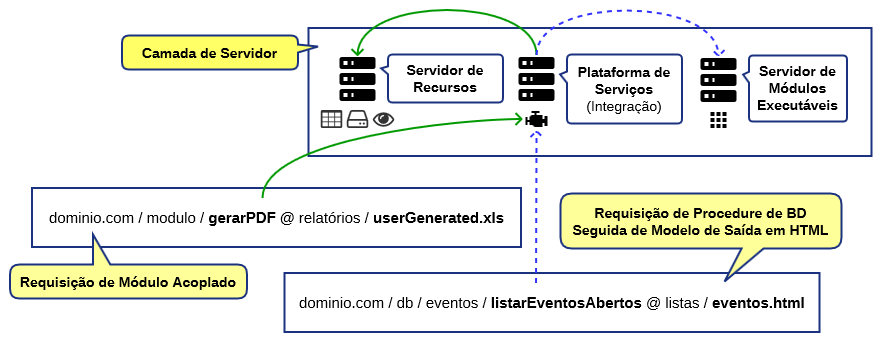 Camada de Servidor
Servidor de
Recursos
Plataforma de
Serviços
(Integração)
Servidor de
Módulos
Executáveis
dominio.com / modulo / gerarPDF @ relatórios / userGenerated.xls
Requisição de Procedure de BD
Seguida de Modelo de Saída em HTML
Requisição de Módulo Acoplado
dominio.com / db / eventos / listarEventosAbertos @ listas / eventos.html